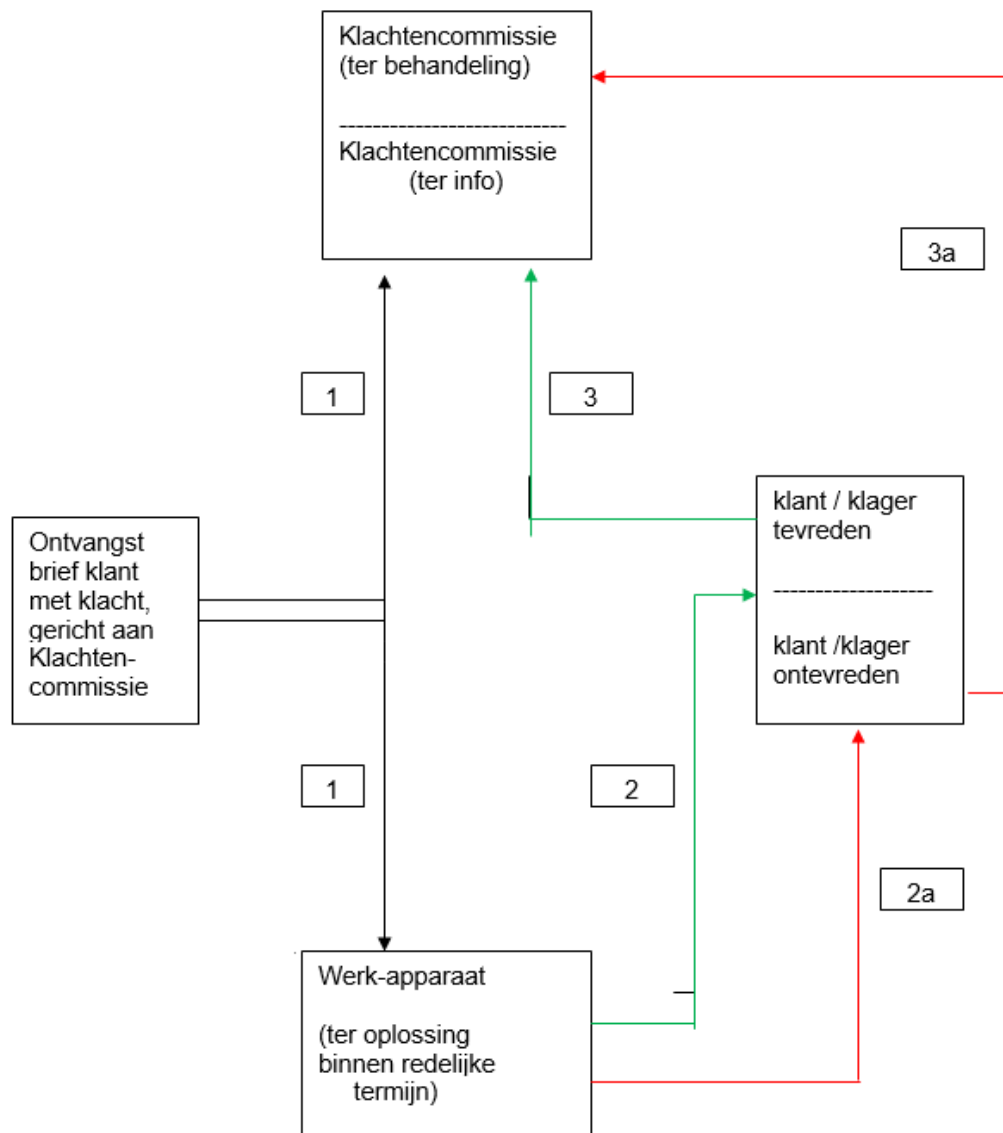 Klachtencommissie
(ter behandeling)
---------------------------
Klachtencommissie
(ter info)
3a
1
3
klant / klager
tevreden
-------------------
klant /klager
ontevreden
Ontvangst
brief klant
met klacht,
gericht aan
Klachten-
commissie
1
2
2a
Werk-apparaat
(ter oplossing
binnen redelijke
termijn)